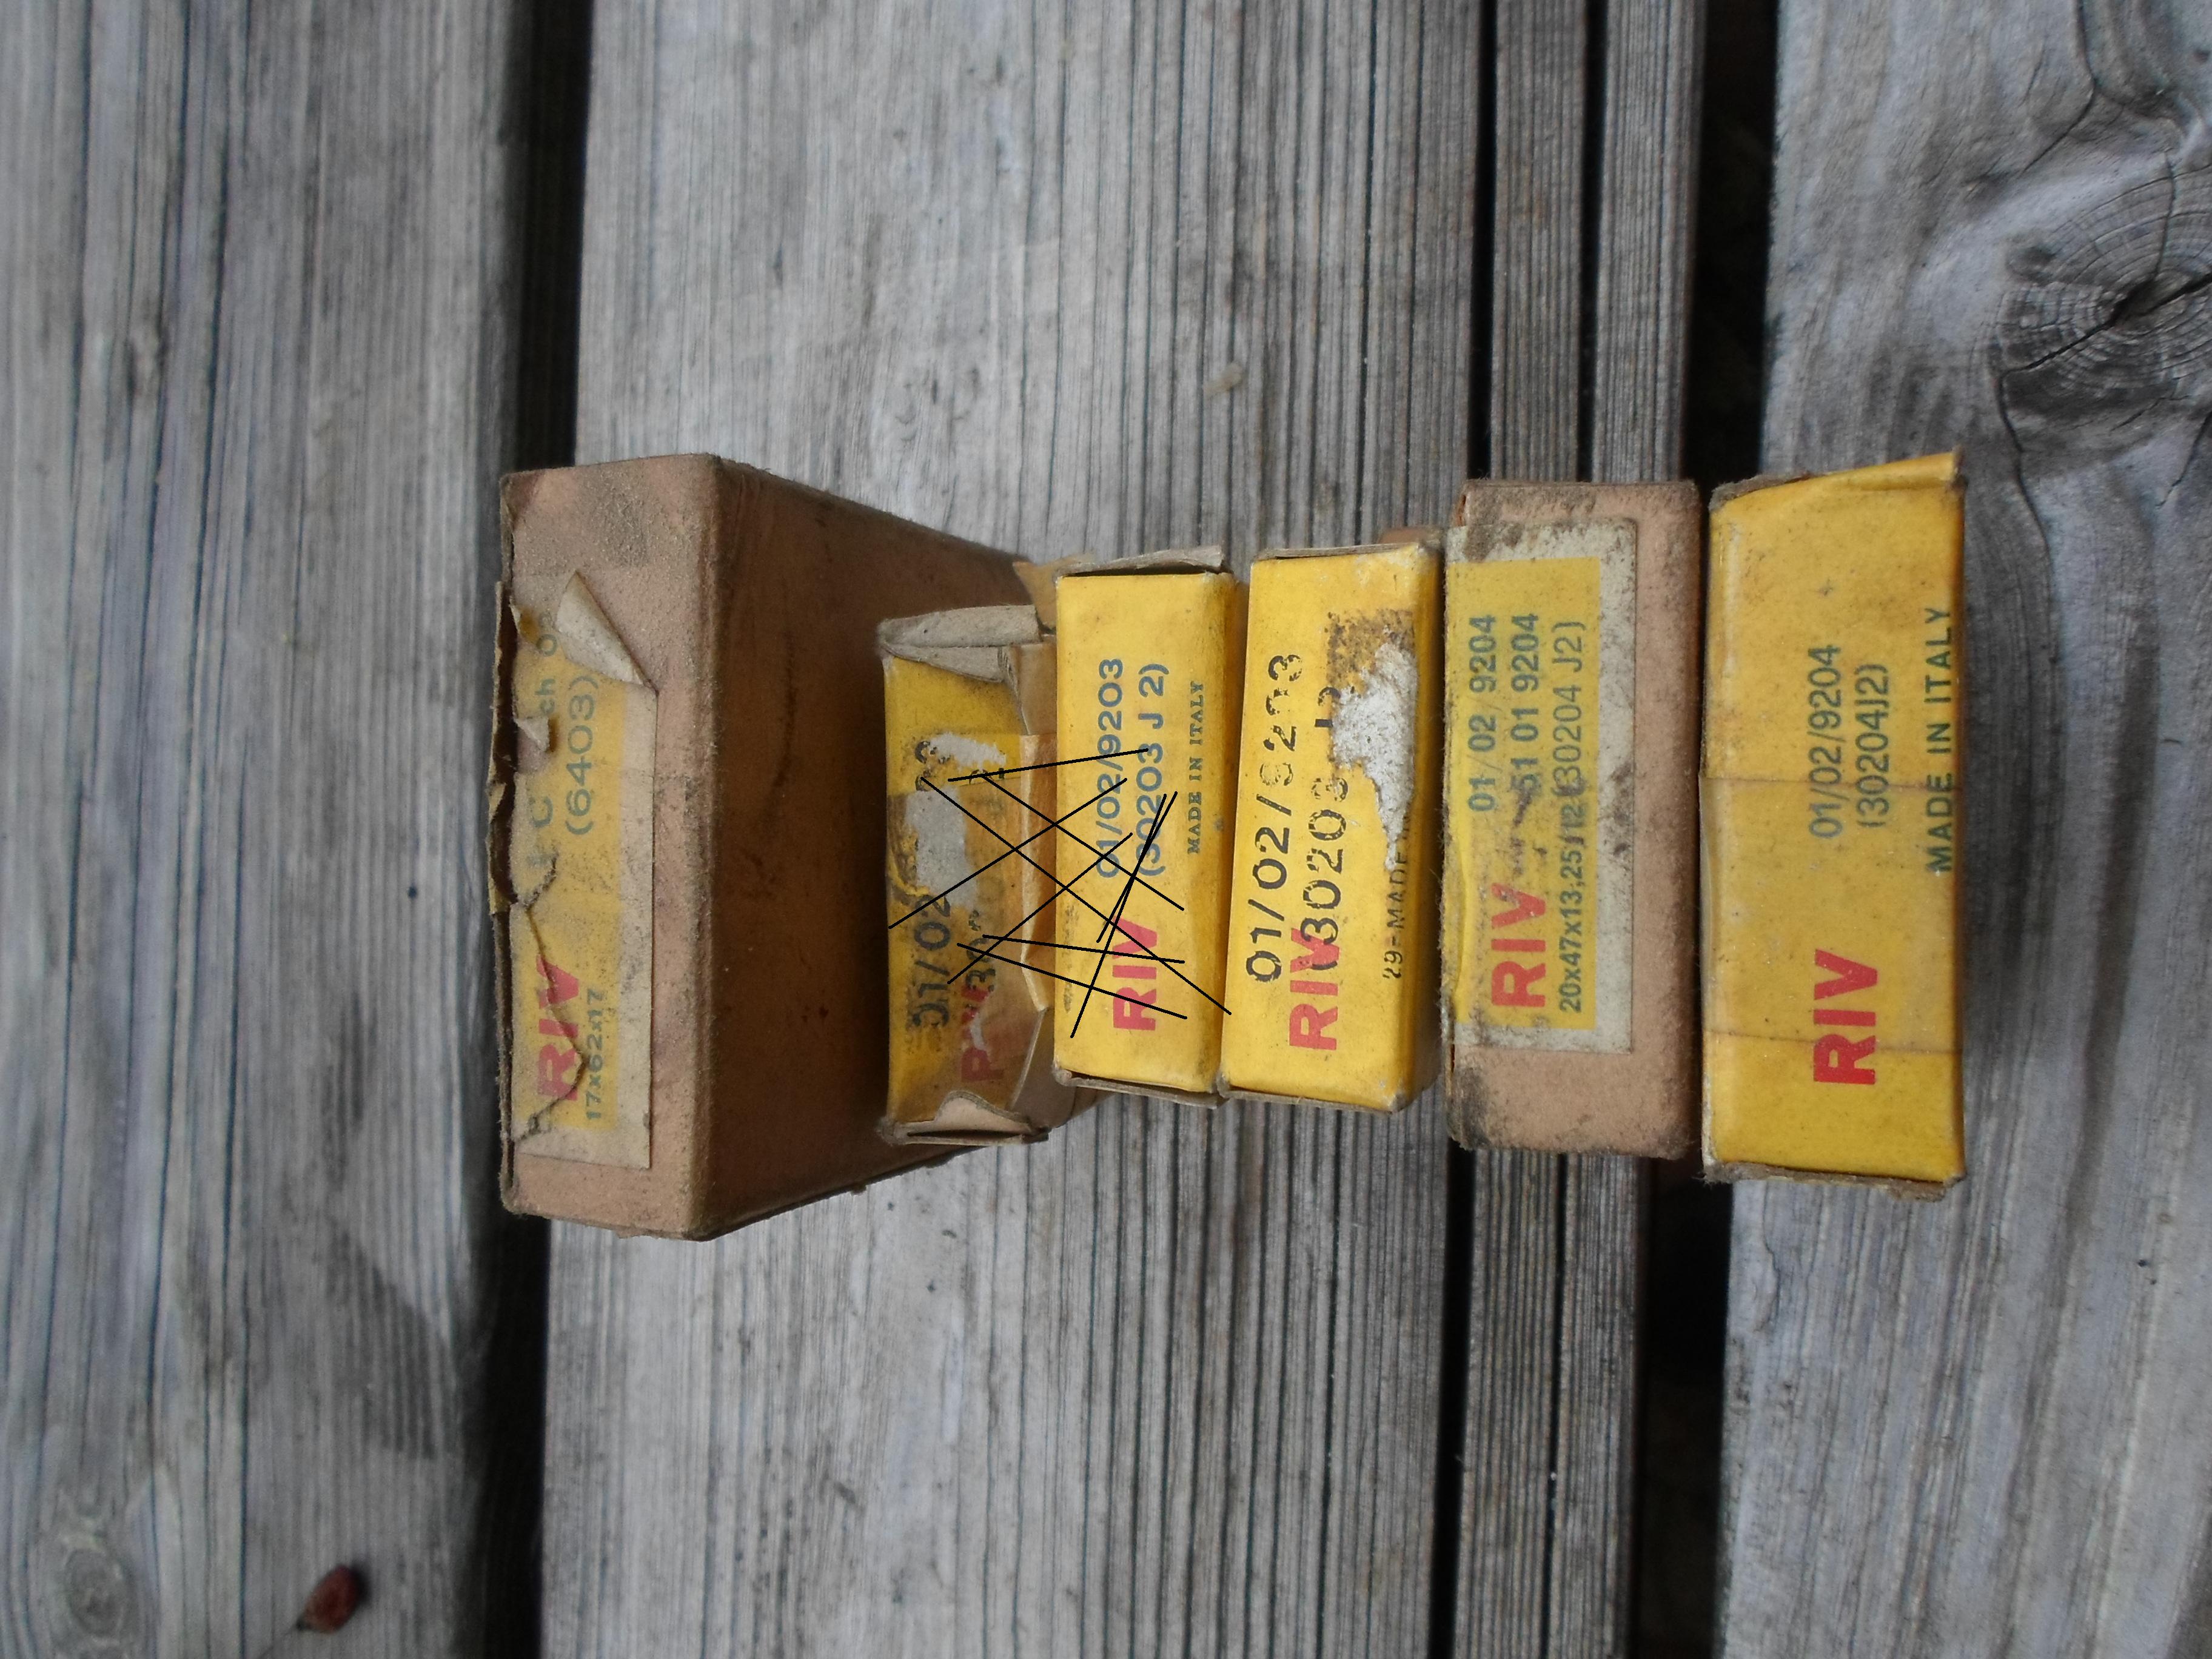 RIV
17x62x17
(6403)
01/02
01/02/9203
(30203 J 2)
RIV
MADE IN ITALY
01/02/9203
RIV
29-MADE
01/02 9204
51 01 9204
RIV
20x47x13,25/12 (30204 J2)
01/02/9204
(30204J2)
RIV
MADE IN ITALY